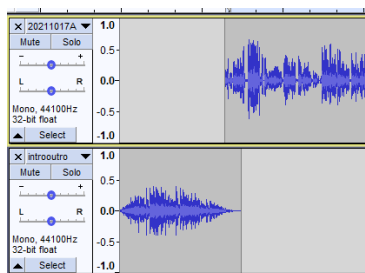 × 20211017A ▼ 1.0
Mute Solo
0.5-
- +
L R
0.0-
Mono, 44100Hz
32-bit float
-0.5-
▲ Select
-1.0
× introoutro ▼ 1.0
Mute Solo
0.5-
- +
L R
0.0-
Mono, 44100Hz
32-bit float
-0.5-
▲ Select
-1.0